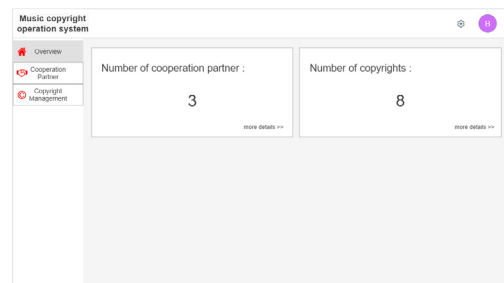 Music copyright
operation system
H
Overview
Cooperation
Partner
Copyright
Management
Number of cooperation partner :
3
more details >>
Number of copyrights :
8
more details >>